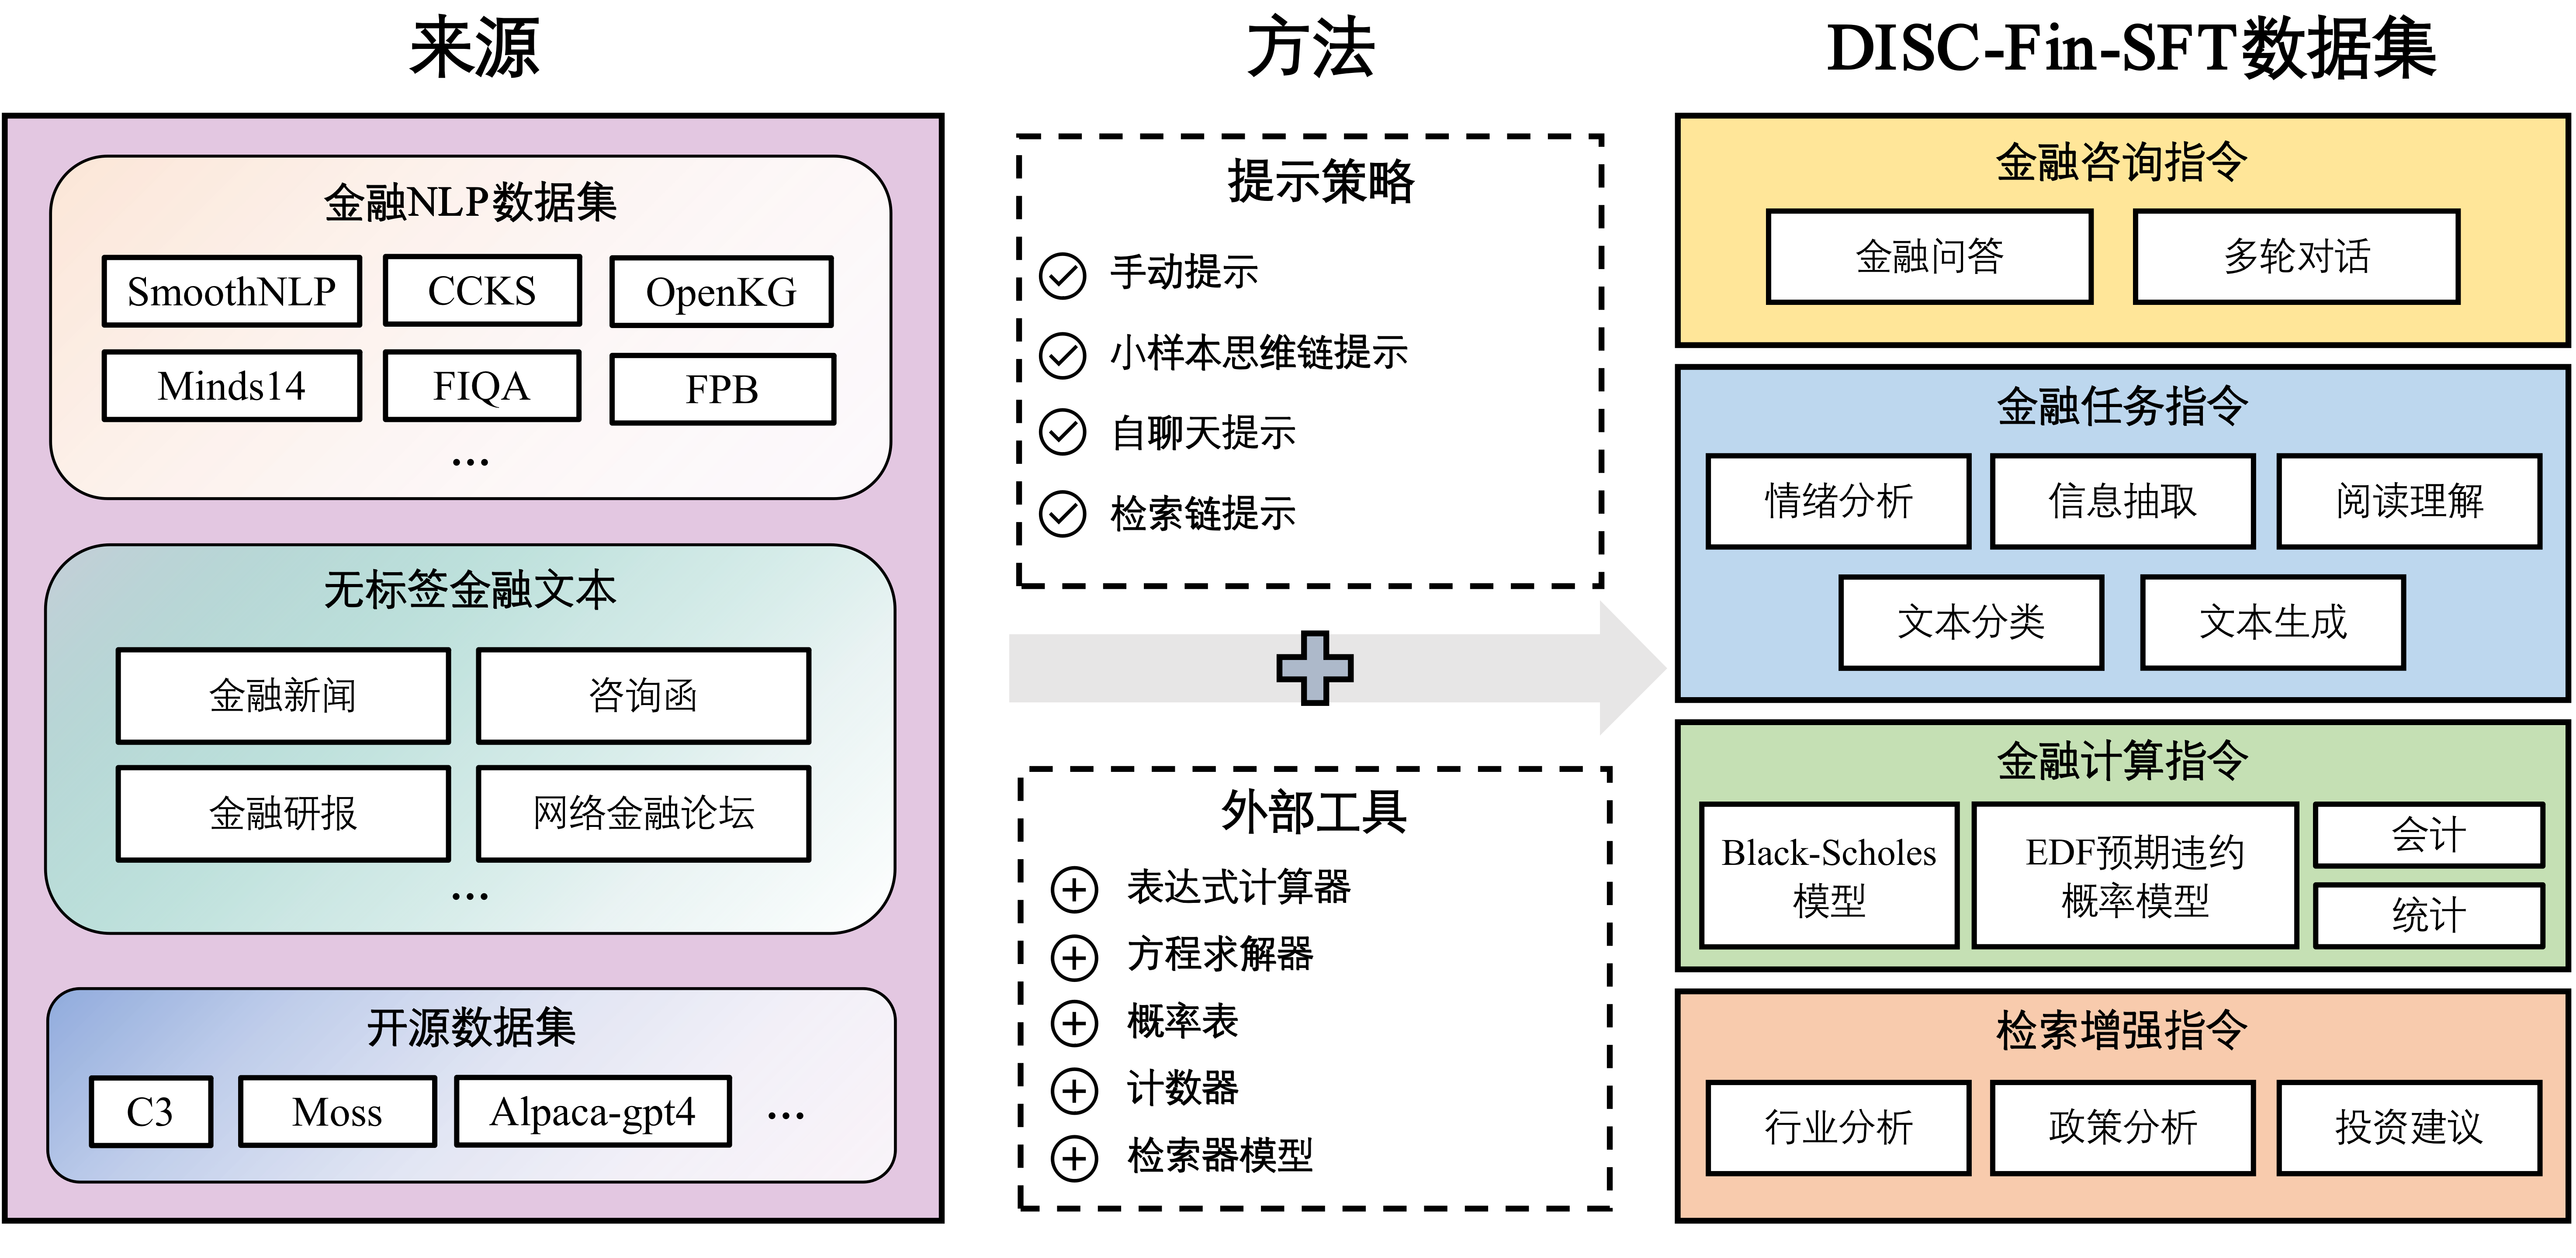 来源
金融NLP数据集
SmoothNLP
CCKS
OpenKG
Minds14
FIQA
FPB
...
无标签金融文本
金融新闻
咨询函
金融研报
网络金融论坛
...
开源数据集
C3
Moss
Alpaca-gpt4
...
方法
提示策略
手动提示
小样本思维链提示
自聊天提示
检索链提示
外部工具
表达式计算器
方程求解器
概率表
计数器
检索器模型
DISC-Fin-SFT数据集
金融咨询指令
金融问答
多轮对话
金融任务指令
情绪分析
信息抽取
阅读理解
文本分类
文本生成
金融计算指令
Black-Scholes
模型
EDF预期违约
概率模型
会计
统计
检索增强指令
行业分析
政策分析
投资建议